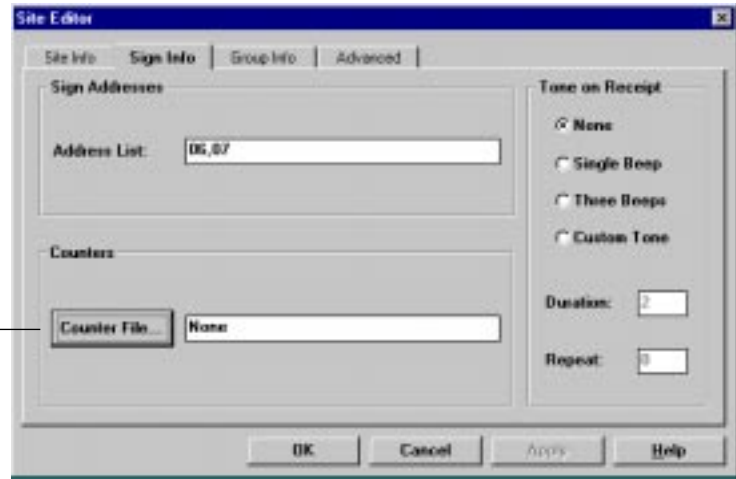 Site Editor
Site Info Sign Info Group Info Advanced
Sign Addresses
Address List: 06,07
Counters
Counter File... None
Tone on Receipt
None
Single Beep
Three Beeps
Custom Tone
Duration: 2
Repeat: 0
OK Cancel Apply Help